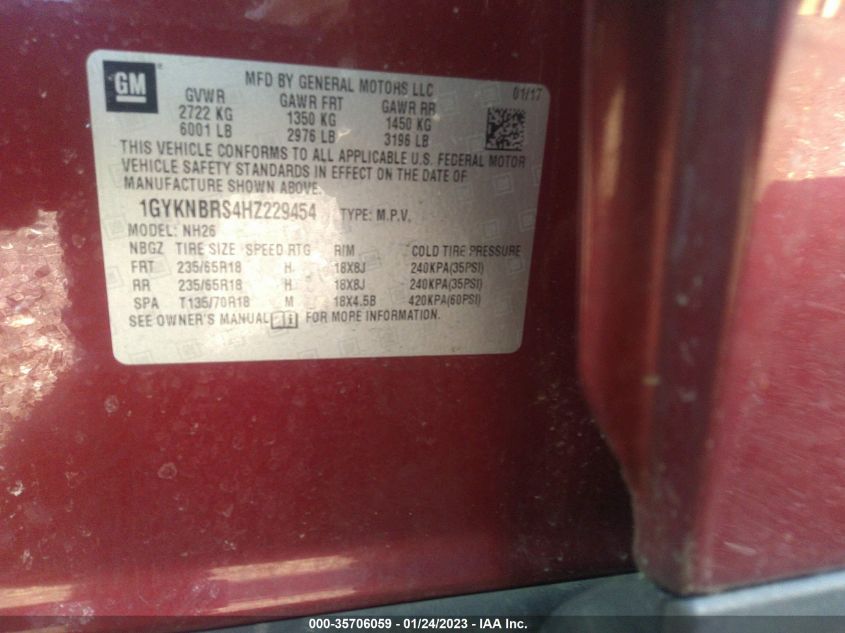 GM ®
MFD BY GENERAL MOTORS LLC 01/17
GVWR GAWR FRT GAWR RR
2722 KG 1350 KG 1450 KG
6001 LB 2976 LB 3196 LB
THIS VEHICLE CONFORMS TO ALL APPLICABLE U.S. FEDERAL MOTOR
VEHICLE SAFETY STANDARDS IN EFFECT ON THE DATE OF
MANUFACTURE SHOWN ABOVE.
1GYKNBRS4HZ229454 TYPE: M.P.V.
MODEL: NH26
NBGZ TIRE SIZE SPEED RTG RIM COLD TIRE PRESSURE
FRT 235/65R18 H 18X8J 240KPA(35PSI)
RR 235/65R18 H 18X8J 240KPA(35PSI)
SPA T135/70R18 M 18X4.5B 420KPA(60PSI)
SEE OWNER'S MANUAL FOR MORE INFORMATION.
000-35706059 - 01/24/2023 - IAA Inc.